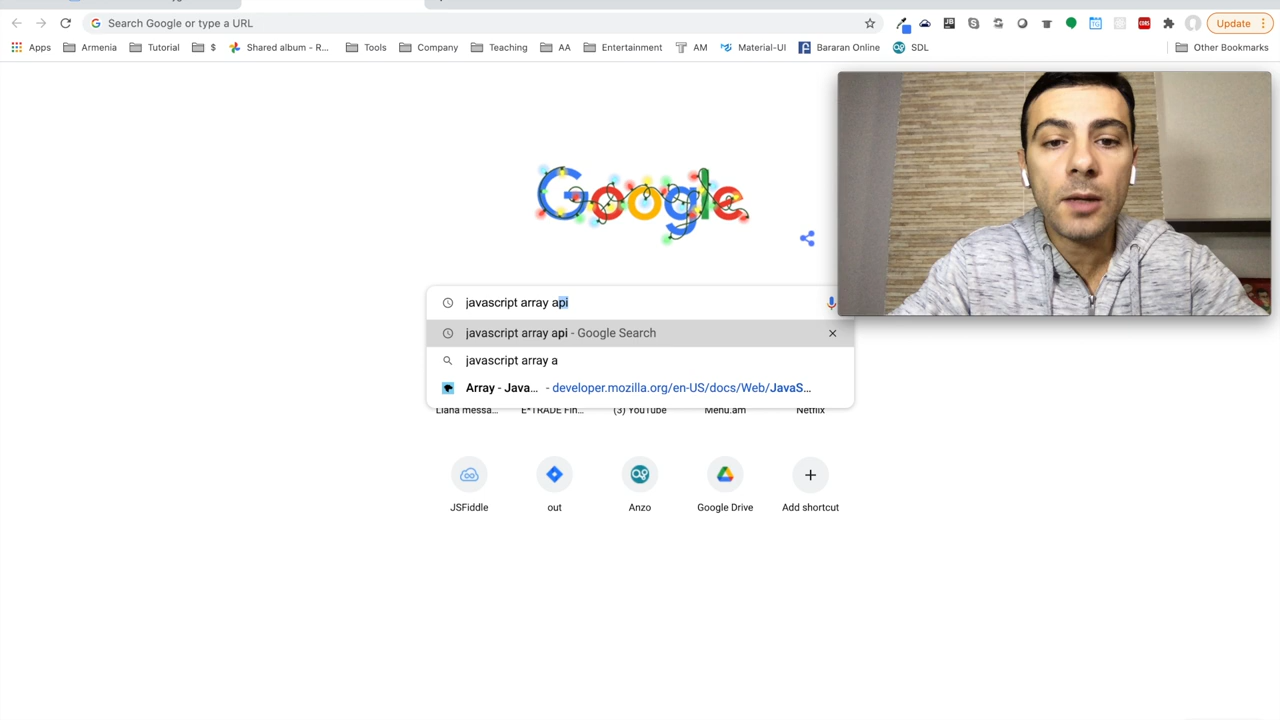 Search Google or type a URL
Update
Apps Armenia Tutorial $ Shared album - R... Tools Company Teaching AA Entertainment AM Material-UI Bararan Online SDL Other Bookmarks
Google
javascript array api
javascript array api - Google Search
javascript array a
Array - Java... - developer.mozilla.org/en-US/docs/Web/JavaS...
Liana messa... E*TRADE Fin... (3) YouTube Menu.am Netflix
JSFiddle out Anzo Google Drive Add shortcut